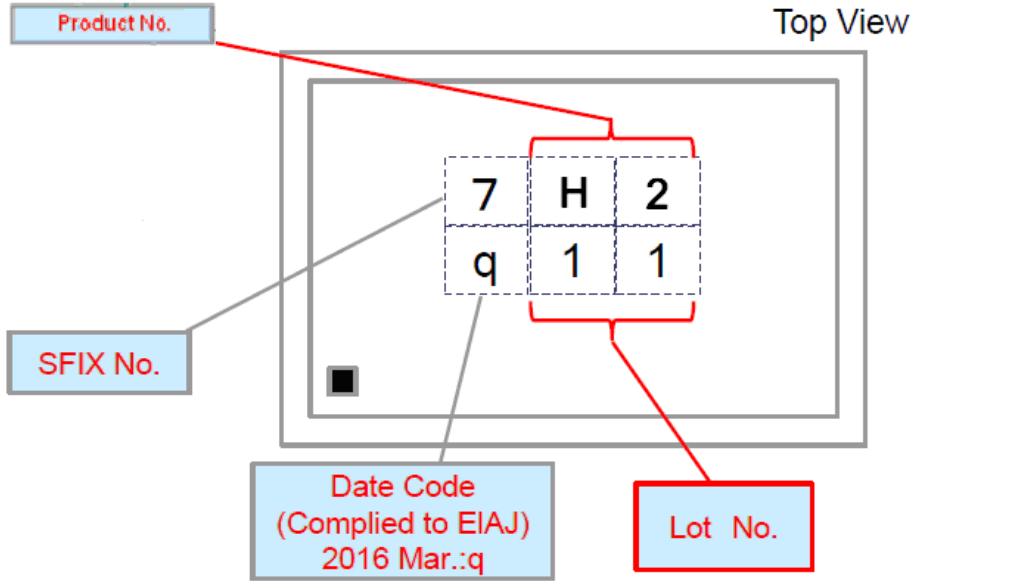 Product No.
Top View
7 H 2
q 1 1
SFIX No.
Date Code
(Complied to EIAJ)
2016 Mar.:q
Lot No.